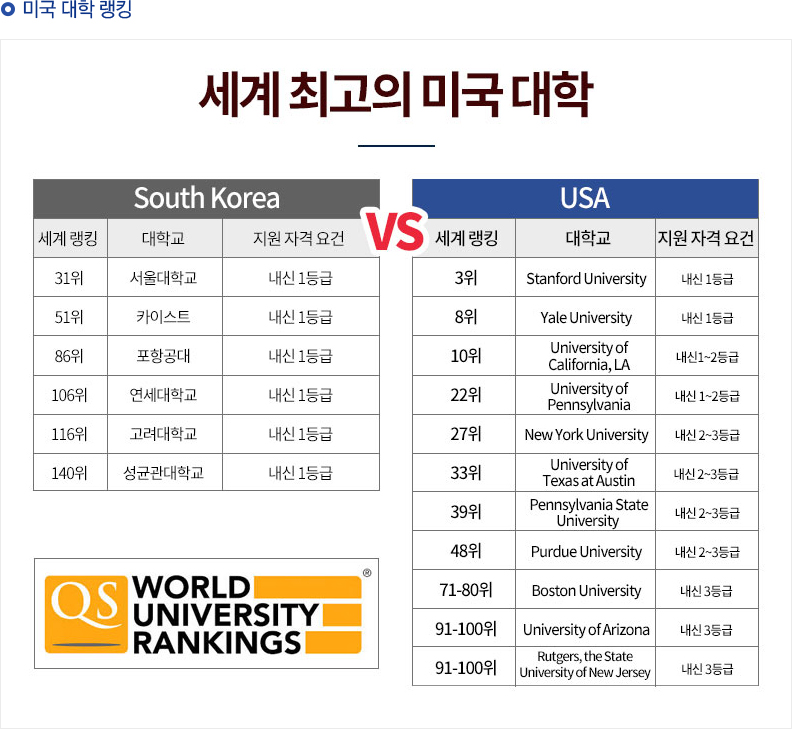 미국 대학 랭킹
세계 최고의 미국 대학
South Korea
세계 랭킹 대학교 지원 자격 요건
31위 서울대학교 내신 1등급
51위 카이스트 내신 1등급
86위 포항공대 내신 1등급
106위 연세대학교 내신 1등급
116위 고려대학교 내신 1등급
140위 성균관대학교 내신 1등급
VS
USA
세계 랭킹 대학교 지원 자격 요건
3위 Stanford University 내신 1등급
8위 Yale University 내신 1등급
10위 University of
California, LA 내신1~2등급
22위 University of
Pennsylvania 내신 1~2등급
27위 New York University 내신 2~3등급
33위 University of
Texas at Austin 내신 2~3등급
39위 Pennsylvania State
University 내신 2~3등급
48위 Purdue University 내신 2~3등급
71-80위 Boston University 내신 3등급
91-100위 University of Arizona 내신 3등급
91-100위 Rutgers, the State
University of New Jersey 내신 3등급
QS
WORLD
UNIVERSITY
RANKINGS
®